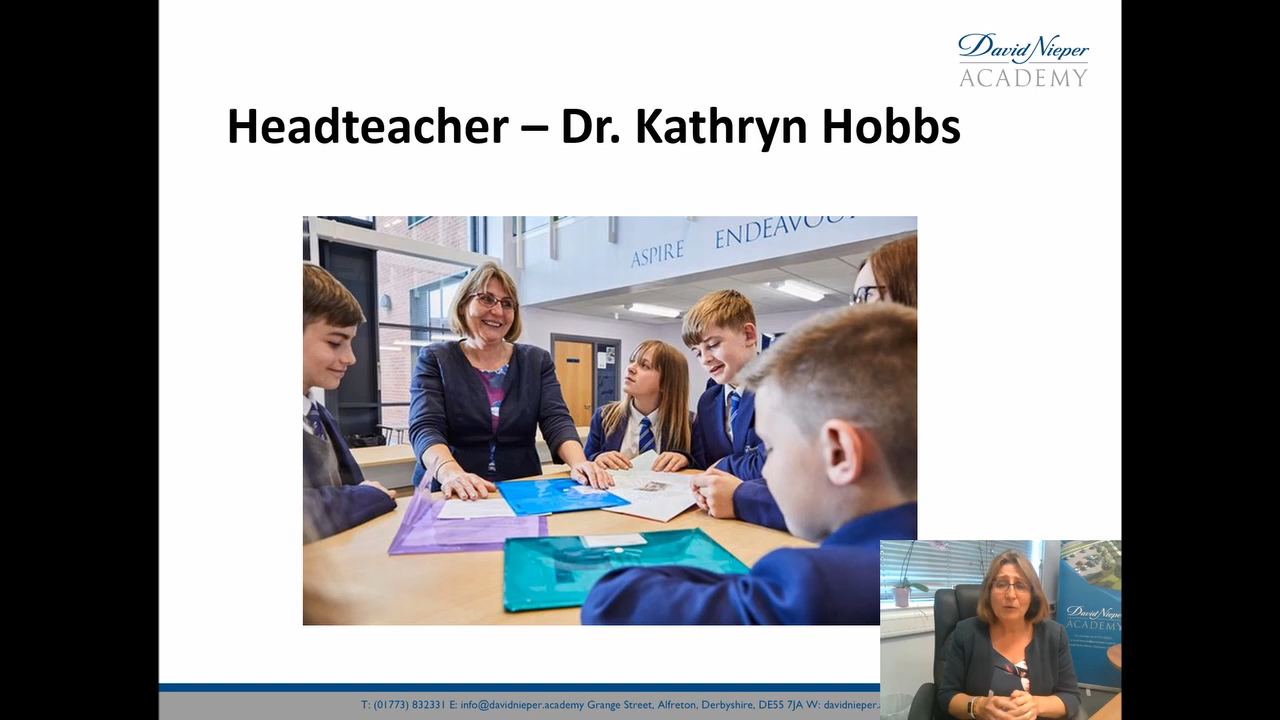 David Nieper
ACADEMY
Headteacher – Dr. Kathryn Hobbs
ASPIRE ENDEAVOUR
David Nieper
ACADEMY
T: (01773) 832331 E: info@davidnieper.academy Grange Street, Alfreton, Derbyshire, DE55 7JA W: davidnieper.